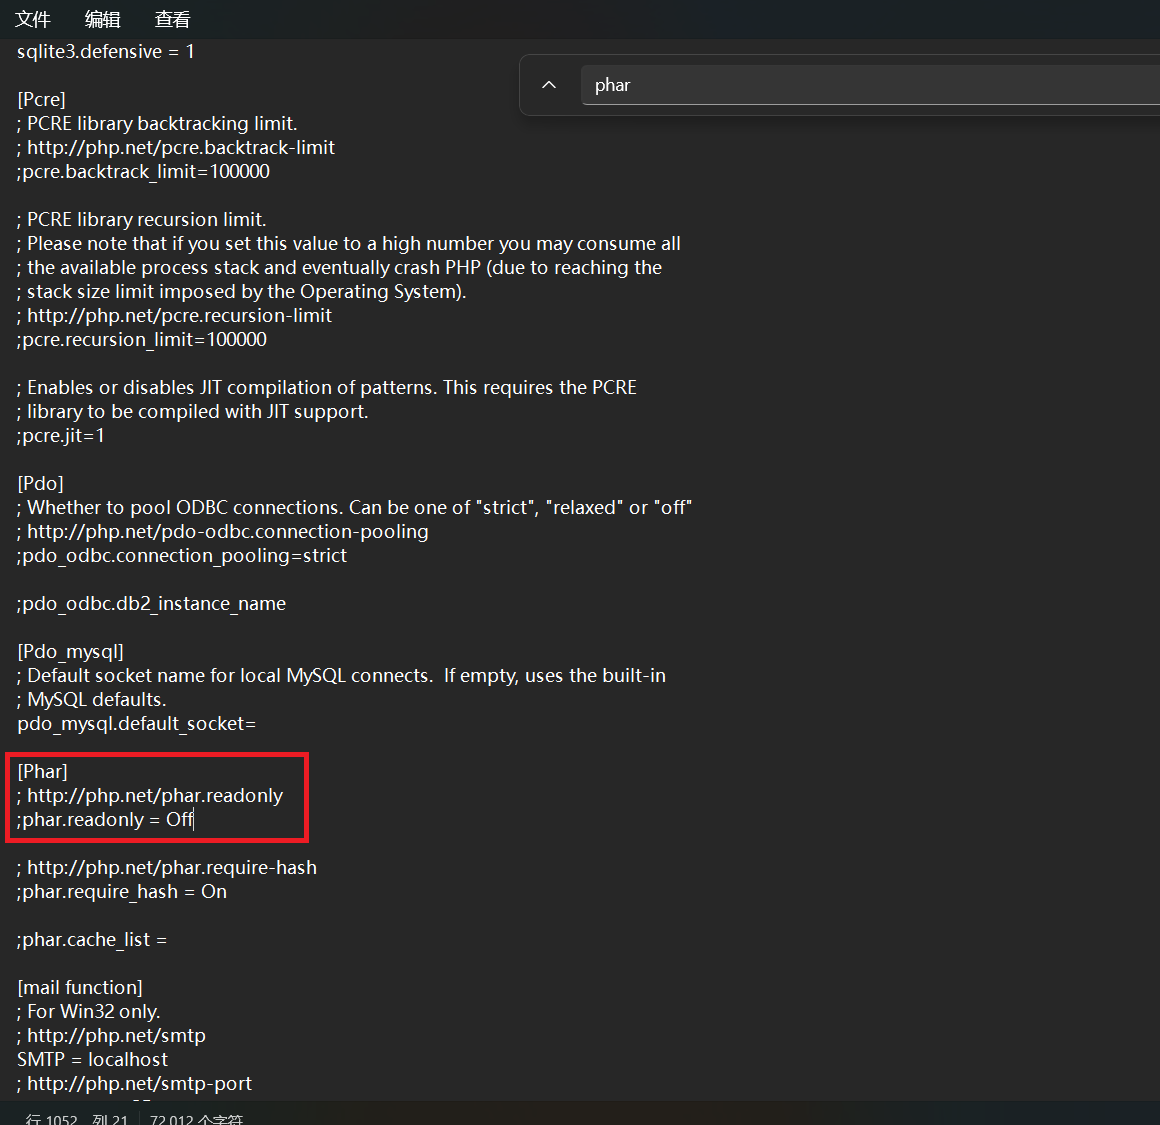 文件 编辑 查看
sqlite3.defensive = 1
phar
[Pcre]
; PCRE library backtracking limit.
; http://php.net/pcre.backtrack-limit
;pcre.backtrack_limit=100000
; PCRE library recursion limit.
; Please note that if you set this value to a high number you may consume all
; the available process stack and eventually crash PHP (due to reaching the
; stack size limit imposed by the Operating System).
; http://php.net/pcre.recursion-limit
;pcre.recursion_limit=100000
; Enables or disables JIT compilation of patterns. This requires the PCRE
; library to be compiled with JIT support.
;pcre.jit=1
[Pdo]
; Whether to pool ODBC connections. Can be one of "strict", "relaxed" or "off"
; http://php.net/pdo-odbc.connection-pooling
;pdo_odbc.connection_pooling=strict
;pdo_odbc.db2_instance_name
[Pdo_mysql]
; Default socket name for local MySQL connects.  If empty, uses the built-in
; MySQL defaults.
pdo_mysql.default_socket=
[Phar]
; http://php.net/phar.readonly
;phar.readonly = Off
; http://php.net/phar.require-hash
;phar.require_hash = On
;phar.cache_list =
[mail function]
; For Win32 only.
; http://php.net/smtp
SMTP = localhost
; http://php.net/smtp-port
行 1052, 列 21 72,012 个字符